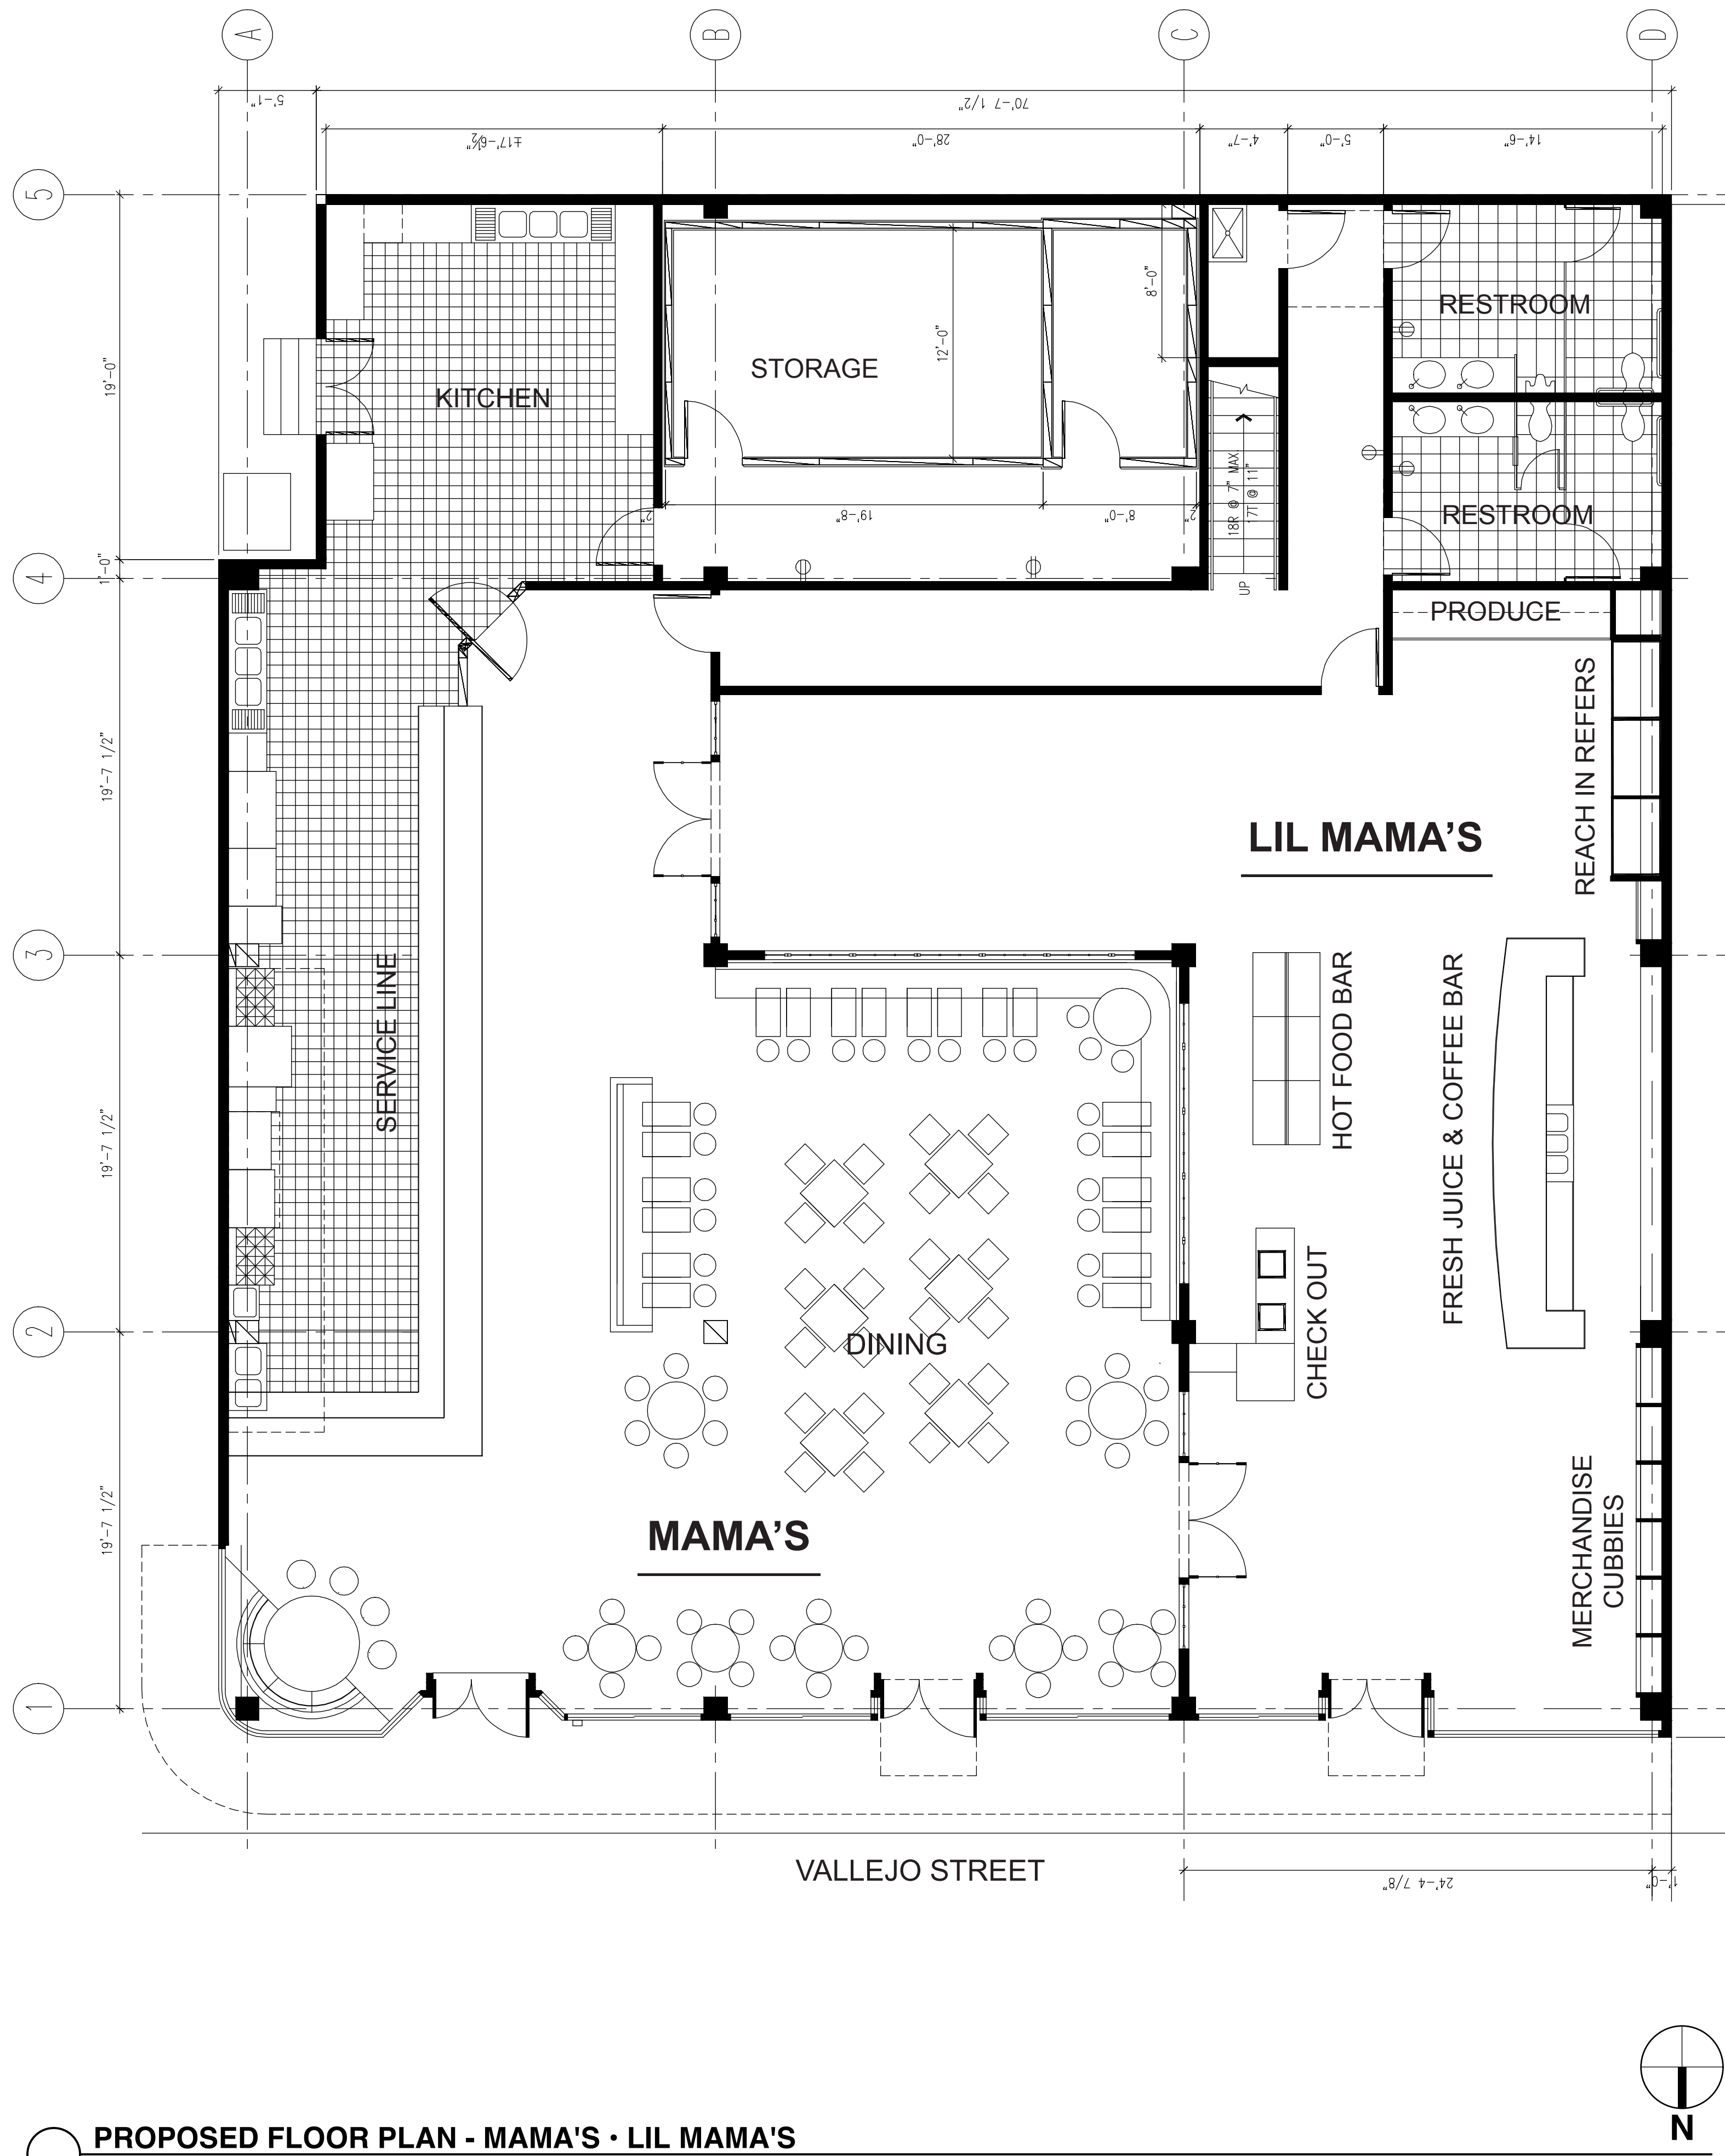 A
B
C
D
5'-1"
70'-7 1/2"
±17'-6½"
28'-0"
4'-7"
5'-0"
14'-6"
5
19'-0"
RESTROOM
8'-0"
12'-0"
STORAGE
KITCHEN
18R @ 7" MAX.
17T @ 11"
2"
19'-8"
8'-0"
2"
RESTROOM
4
1'-0"
UP
PRODUCE
REACH IN REFERS
19'-7 1/2"
LIL MAMA'S
3
SERVICE LINE
HOT FOOD BAR
FRESH JUICE & COFFEE BAR
19'-7 1/2"
CHECK OUT
2
DINING
MERCHANDISE
CUBBIES
19'-7 1/2"
MAMA'S
1
VALLEJO STREET
24'-4 7/8"
1'-0"
N
PROPOSED FLOOR PLAN - MAMA'S • LIL MAMA'S